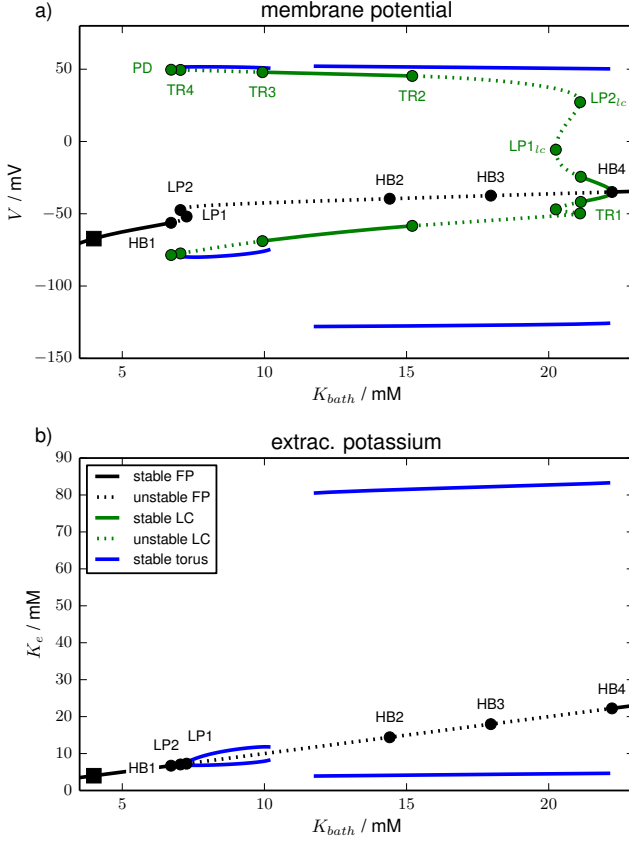 a)
membrane potential
100
50
0
−50
−100
−150
V / mV
PD
TR4
TR3
TR2
LP2lc
LP1lc
HB4
LP2
HB2
HB3
LP1
HB1
TR1
5
10
15
20
Kbath / mM
b)
extrac. potassium
90
80
70
60
50
40
30
20
10
0
Ke / mM
stable FP
unstable FP
stable LC
unstable LC
stable torus
HB4
HB3
HB2
LP1
LP2
HB1
5
10
15
20
Kbath / mM